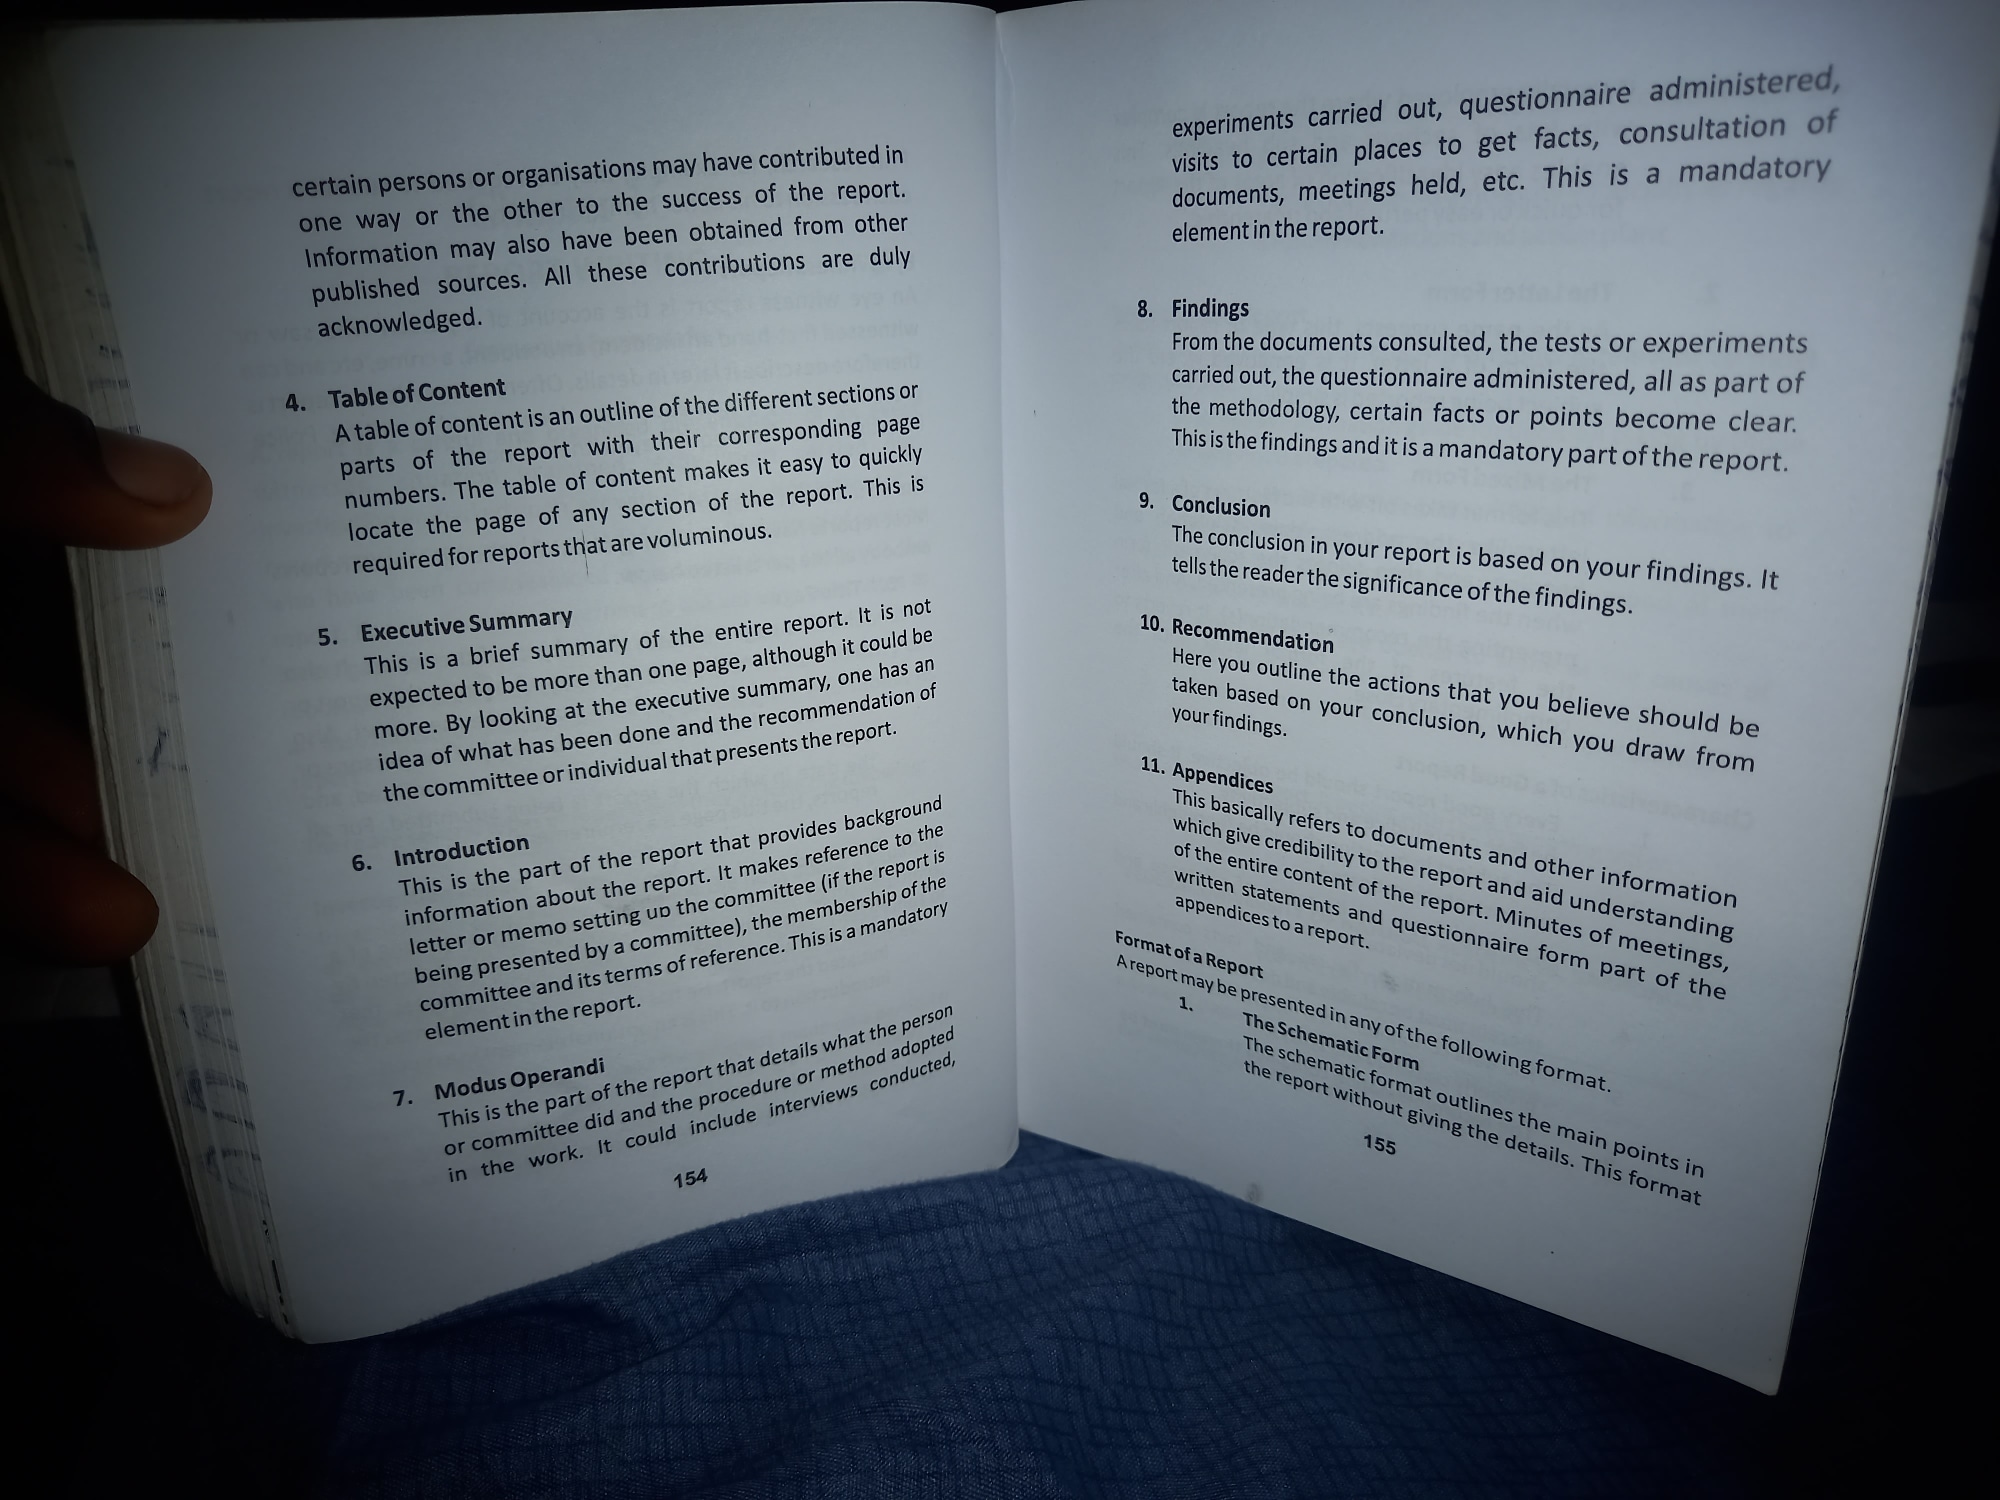 certain persons or organisations may have contributed in
one way or the other to the success of the report.
Information may also have been obtained from other
published sources. All these contributions are duly
acknowledged.
4. Table of Content
A table of content is an outline of the different sections or
parts of the report with their corresponding page
numbers. The table of content makes it easy to quickly
locate the page of any section of the report. This is
required for reports that are voluminous.
5. Executive Summary
This is a brief summary of the entire report. It is not
expected to be more than one page, although it could be
more. By looking at the executive summary, one has an
idea of what has been done and the recommendation of
the committee or individual that presents the report.
6. Introduction
This is the part of the report that provides background
information about the report. It makes reference to the
letter or memo setting up the committee (if the report is
being presented by a committee), the membership of the
committee and its terms of reference. This is a mandatory
element in the report.
7. Modus Operandi
This is the part of the report that details what the person
or committee did and the procedure or method adopted
in the work. It could include interviews conducted,
154
experiments carried out, questionnaire administered,
visits to certain places to get facts, consultation of
documents, meetings held, etc. This is a mandatory
element in the report.
8. Findings
From the documents consulted, the tests or experiments
carried out, the questionnaire administered, all as part of
the methodology, certain facts or points become clear.
This is the findings and it is a mandatory part of the report.
9. Conclusion
The conclusion in your report is based on your findings. It
tells the reader the significance of the findings.
10. Recommendation
Here you outline the actions that you believe should be
taken based on your conclusion, which you draw from
your findings.
11. Appendices
This basically refers to documents and other information
which give credibility to the report and aid understanding
of the entire content of the report. Minutes of meetings,
written statements and questionnaire form part of the
appendices to a report.
Format of a Report
A report may be presented in any of the following format.
1. The Schematic Form
The schematic format outlines the main points in
the report without giving the details. This format
155